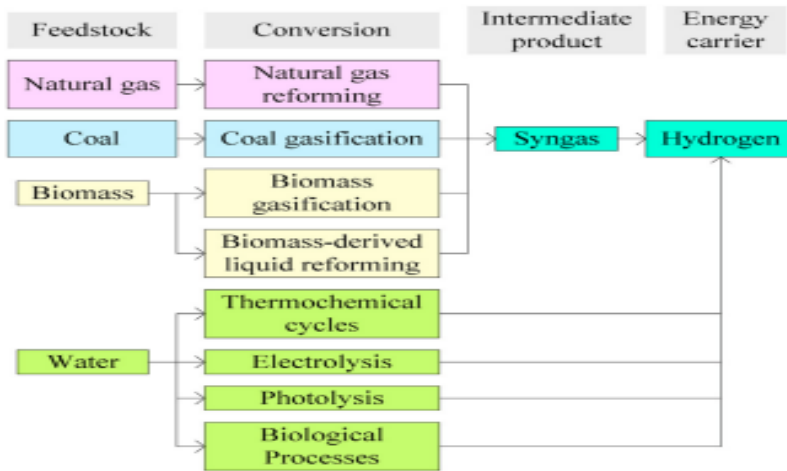 Feedstock
Conversion
Intermediate
product
Energy
carrier
Natural gas
Natural gas
reforming
Coal
Coal gasification
Syngas
Hydrogen
Biomass
Biomass
gasification
Biomass-derived
liquid reforming
Water
Thermochemical
cycles
Electrolysis
Photolysis
Biological
Processes